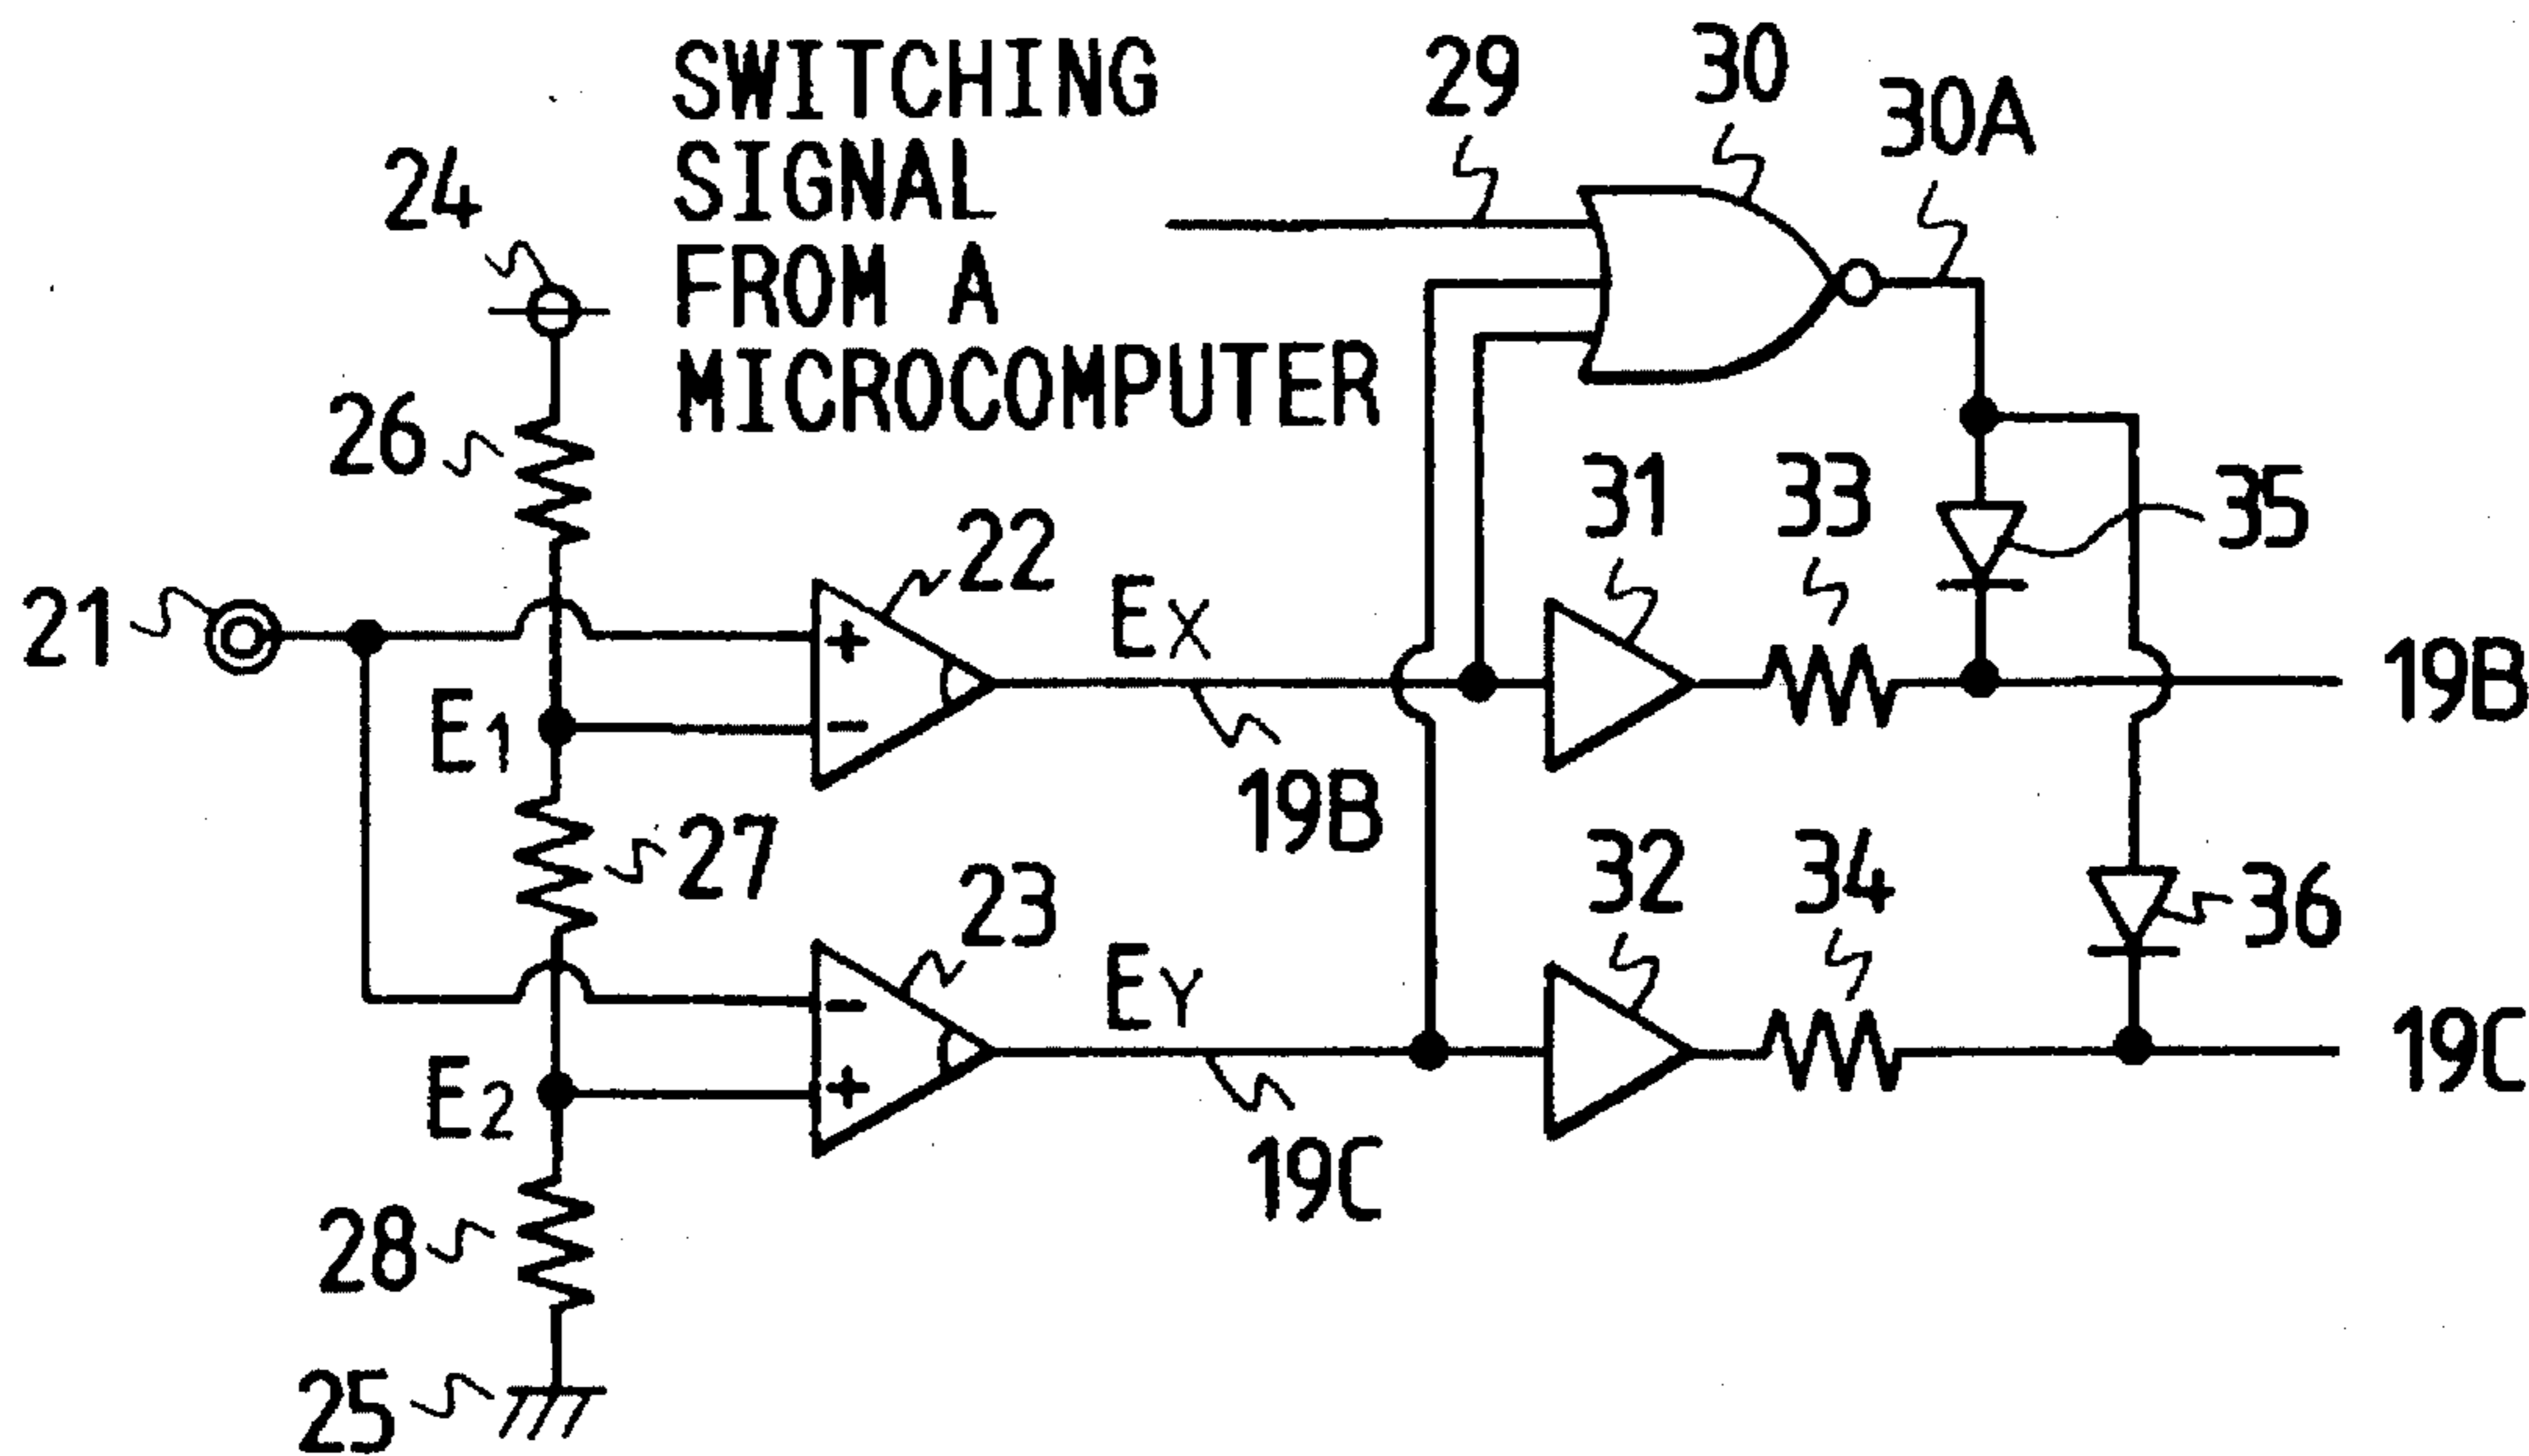 SWITCHING
SIGNAL
FROM A
MICROCOMPUTER
29
30
30A
24
26
31
33
35
21
22
EX
19B
E1
+
-
19B
27
23
32
34
36
EY
-
+
19C
E2
19C
28
25